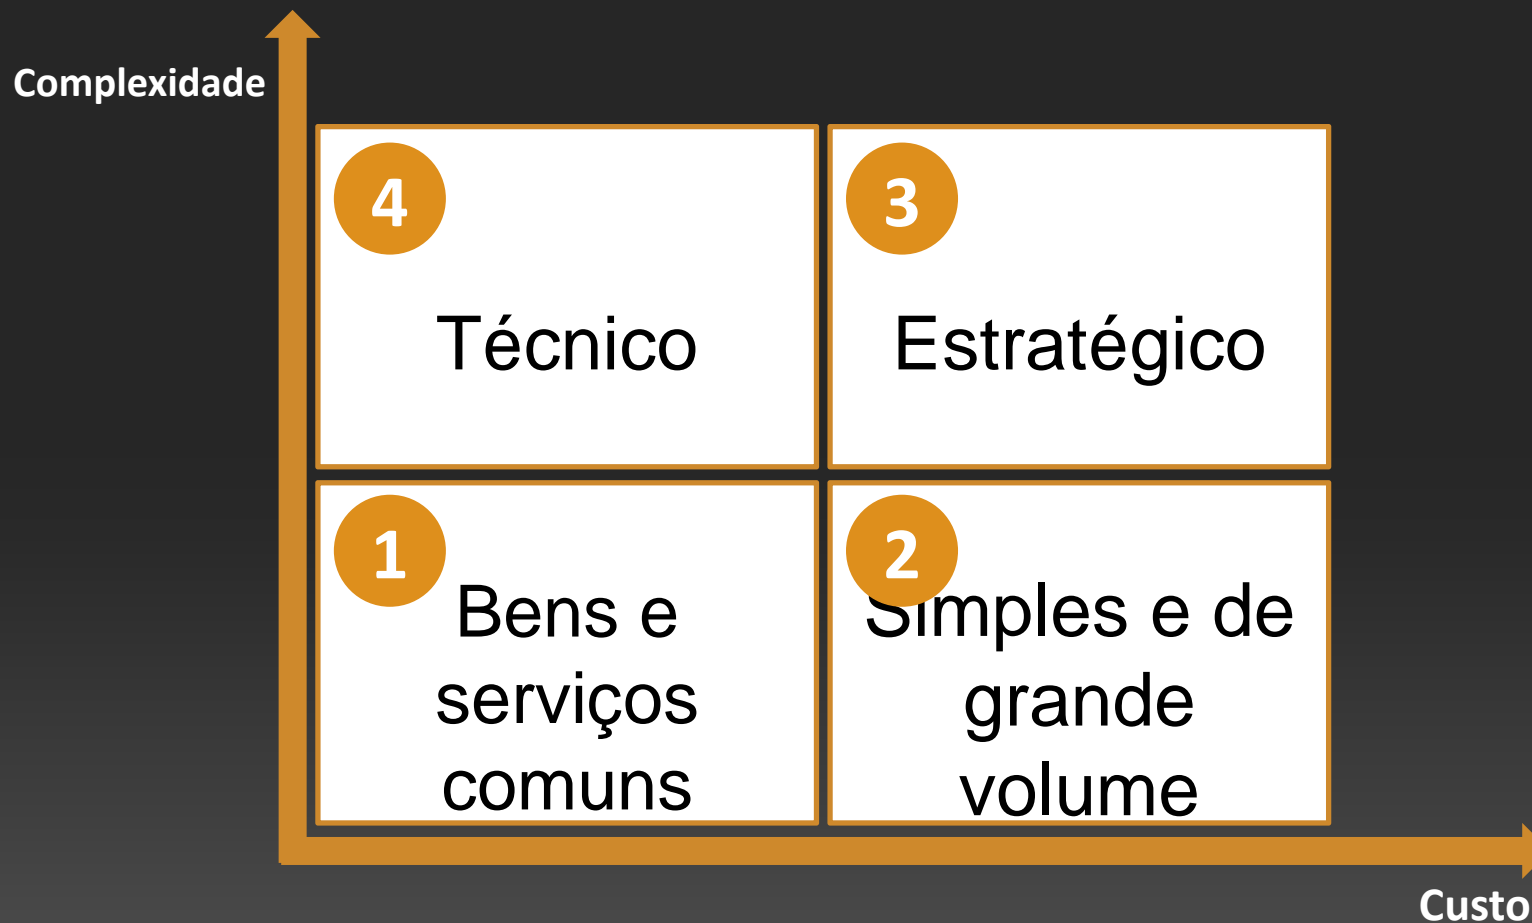 Complexidade
4
Técnico
3
Estratégico
1
Bens e
serviços
comuns
2
Simples e de
grande
volume
Custo